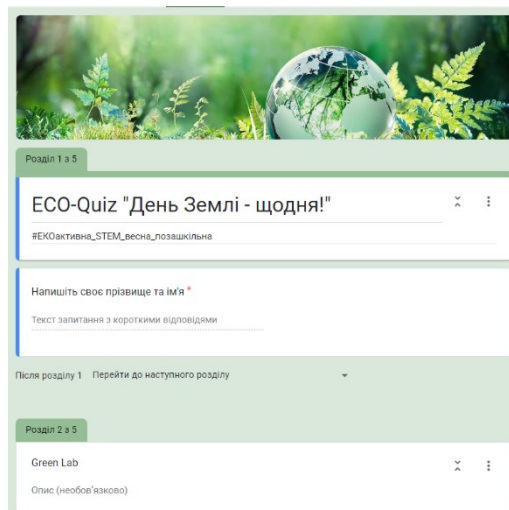 Розділ 1 з 5
ECO-Quiz "День Землі - щодня!"
#ЕКОактивна_STEM_весна_позашкільна
Напишіть своє прізвище та ім'я *
Текст запитання з короткими відповідями
Після розділу 1 Перейти до наступного розділу
Розділ 2 з 5
Green Lab
Опис (необов'язково)